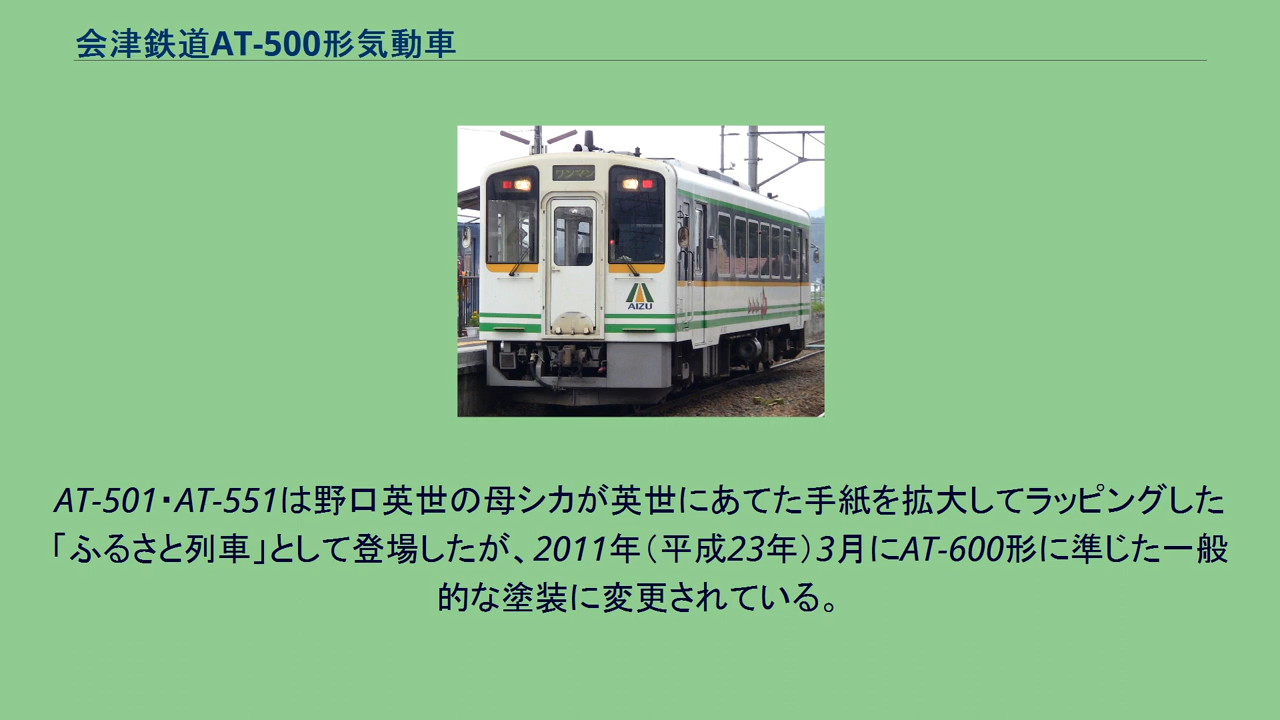 会津鉄道AT-500形気動車
ワンマン
AIZU
AT-501・AT-551は野口英世の母シカが英世にあてた手紙を拡大してラッピングした
「ふるさと列車」として登場したが、2011年（平成23年）3月にAT-600形に準じた一般
的な塗装に変更されている。